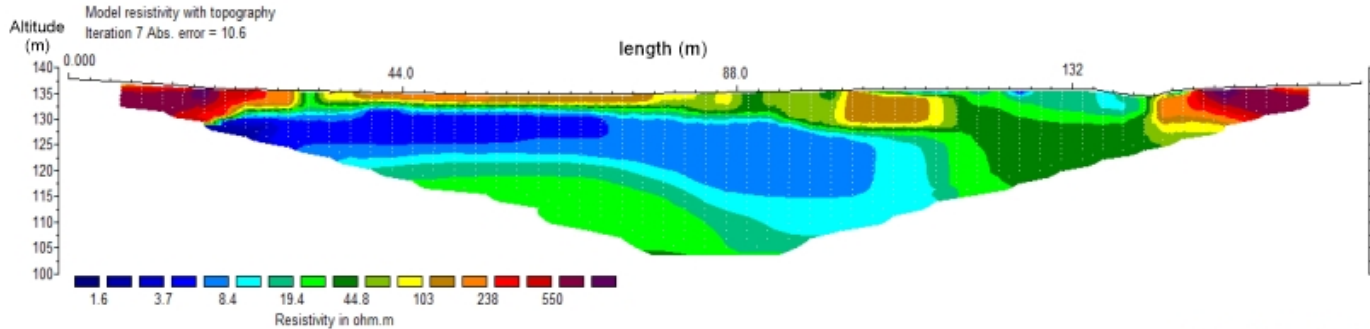 Model resistivity with topography
Iteration 7 Abs. error = 10.6
Altitude
(m)
length (m)
0.000
44.0
88.0
132
140
135
130
125
120
115
110
105
100
1.6 3.7 8.4 19.4 44.8 103 238 550
Resistivity in ohm.m